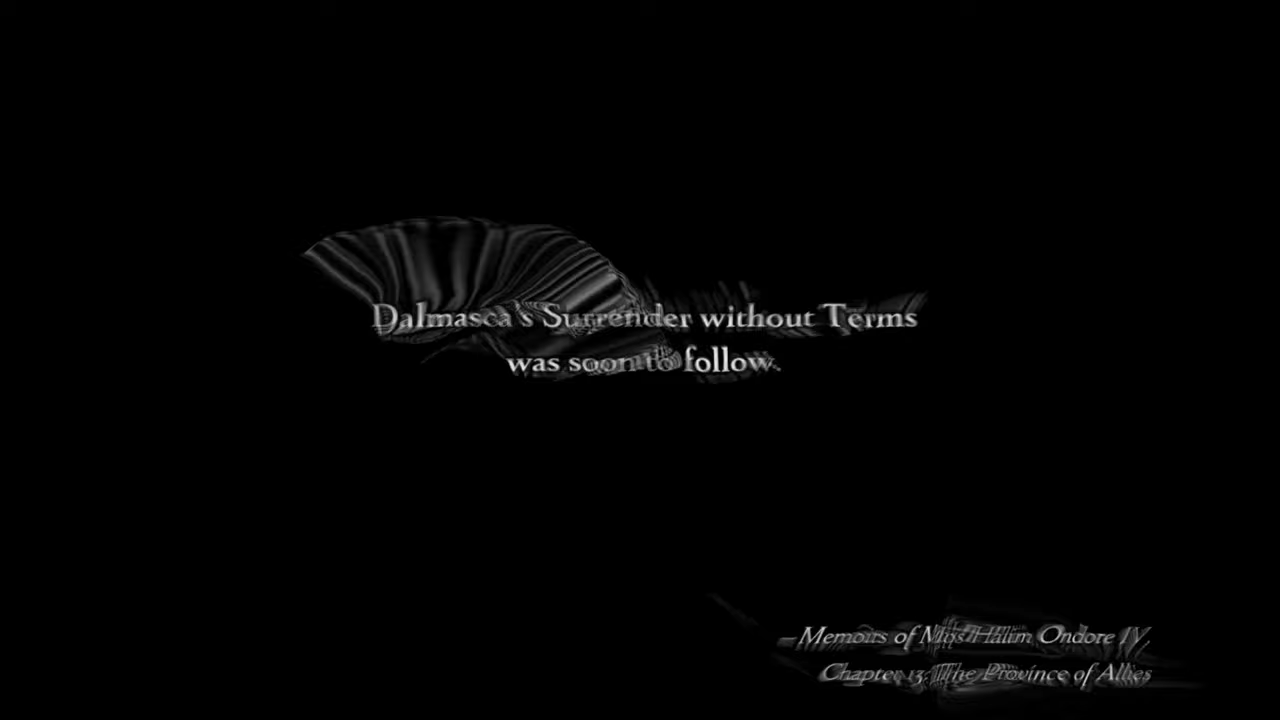 Dalmasca's Surrender without Terms
was soon to follow.
Memoirs of Mos Halim Ondore IV,
Chapter 13: The Province of Allies